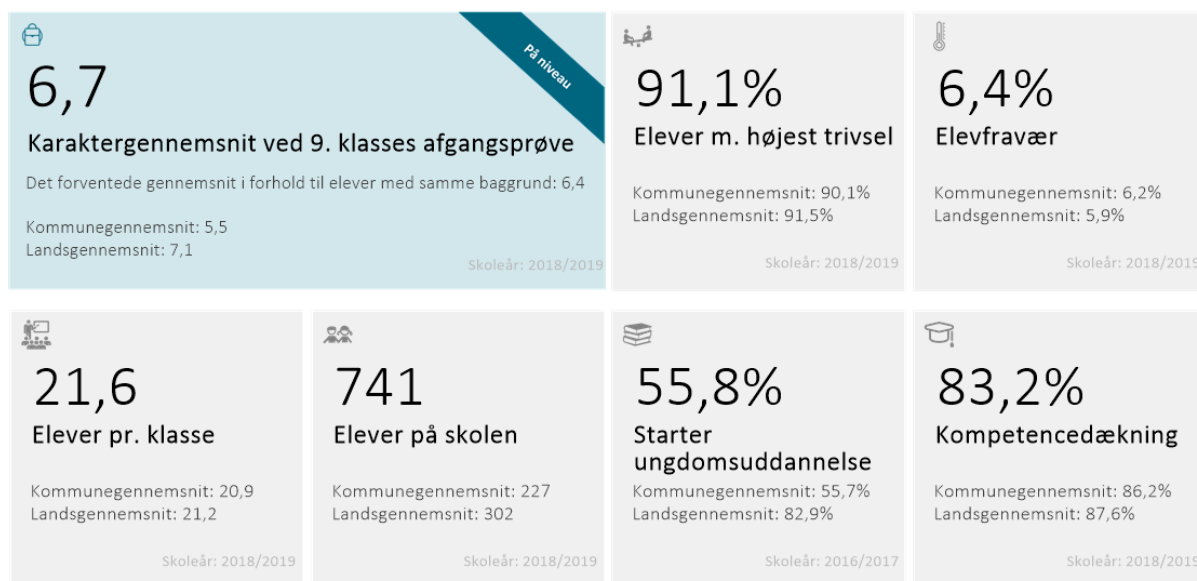 På niveau
6,7
Karaktergennemsnit ved 9. klasses afgangsprøve
Det forventede gennemsnit i forhold til elever med samme baggrund: 6,4
Kommunegennemsnit: 5,5
Landsgennemsnit: 7,1
Skoleår: 2018/2019
91,1%
Elever m. højest trivsel
Kommunegennemsnit: 90,1%
Landsgennemsnit: 91,5%
Skoleår: 2018/2019
6,4%
Elevfravær
Kommunegennemsnit: 6,2%
Landsgennemsnit: 5,9%
Skoleår: 2018/2019
21,6
Elever pr. klasse
Kommunegennemsnit: 20,9
Landsgennemsnit: 21,2
Skoleår: 2018/2019
741
Elever på skolen
Kommunegennemsnit: 227
Landsgennemsnit: 302
Skoleår: 2018/2019
55,8%
Starter
ungdomsuddannelse
Kommunegennemsnit: 55,7%
Landsgennemsnit: 82,9%
Skoleår: 2016/2017
83,2%
Kompetencedækning
Kommunegennemsnit: 86,2%
Landsgennemsnit: 87,6%
Skoleår: 2018/2019